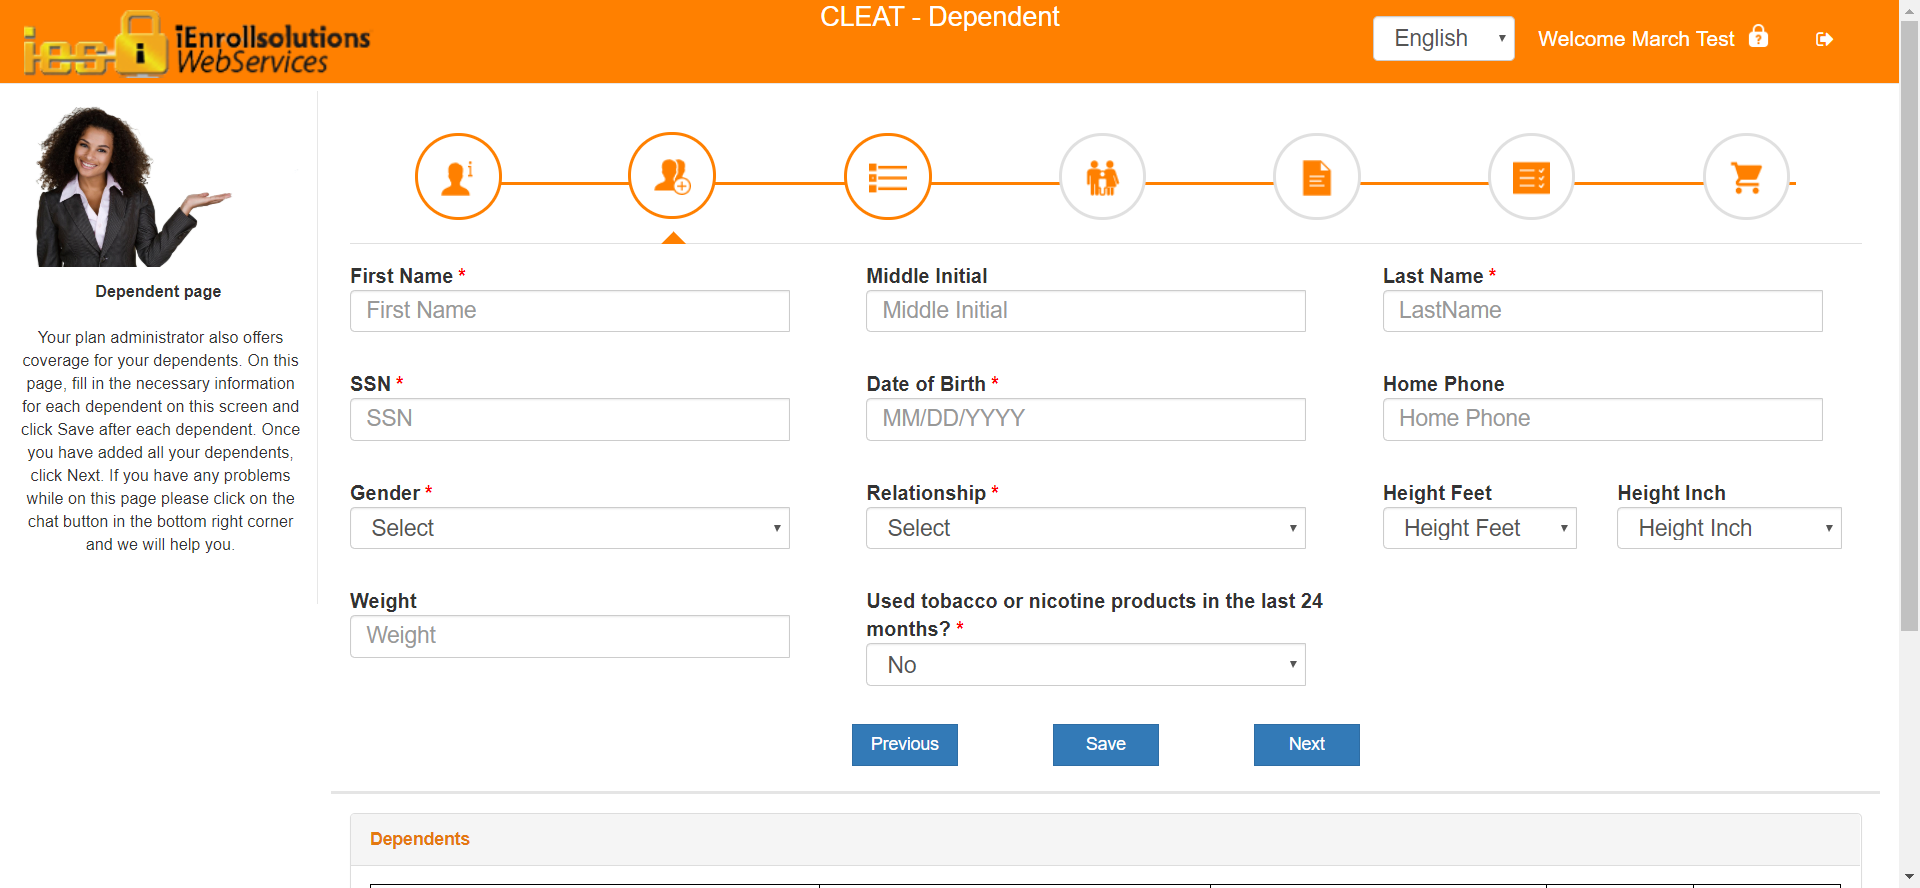 ies i
iEnrollsolutions
WebServices
CLEAT - Dependent
English
Welcome March Test
Dependent page
Your plan administrator also offers
coverage for your dependents. On this
page, fill in the necessary information
for each dependent on this screen and
click Save after each dependent. Once
you have added all your dependents,
click Next. If you have any problems
while on this page please click on the
chat button in the bottom right corner
and we will help you.
First Name *
Middle Initial
Last Name *
First Name
Middle Initial
LastName
SSN *
Date of Birth *
Home Phone
SSN
MM/DD/YYYY
Home Phone
Gender *
Relationship *
Height Feet
Height Inch
Select
Select
Height Feet
Height Inch
Weight
Used tobacco or nicotine products in the last 24
months? *
Weight
No
Previous
Save
Next
Dependents